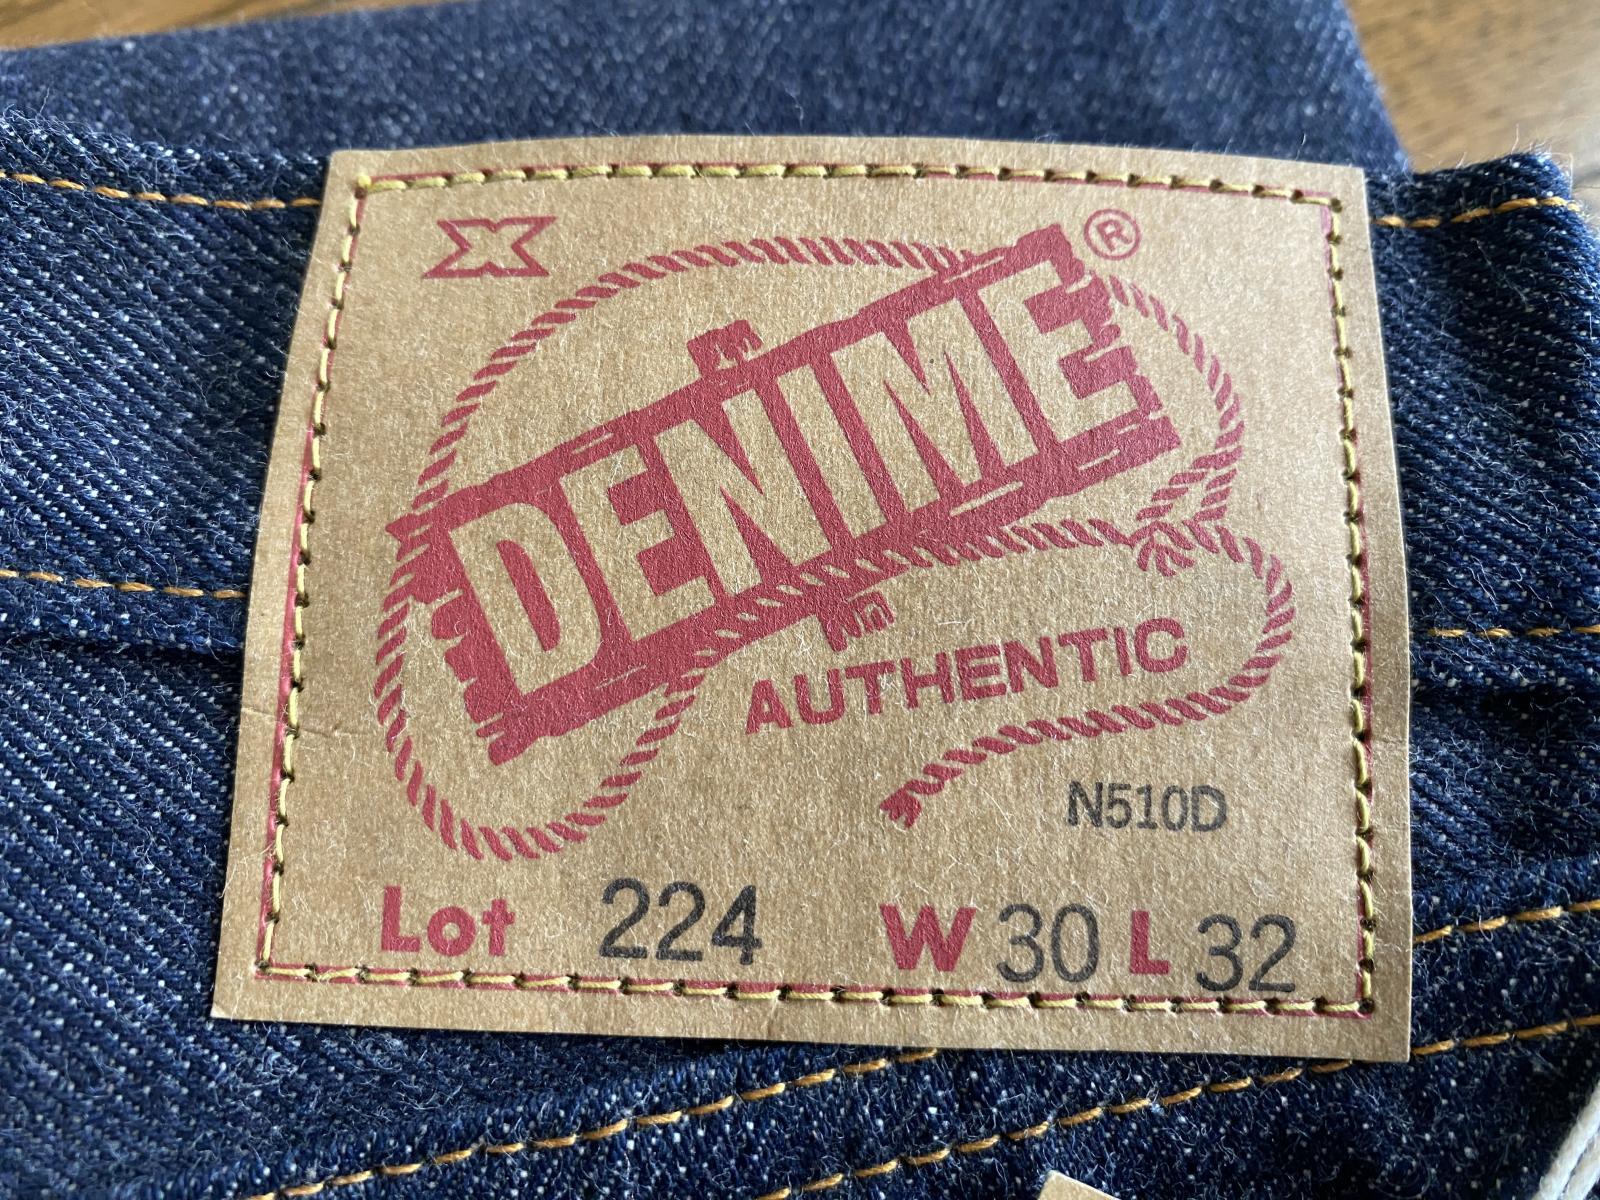 X
DENIME®
AUTHENTIC
N510D
Lot 224 W 30 L 32